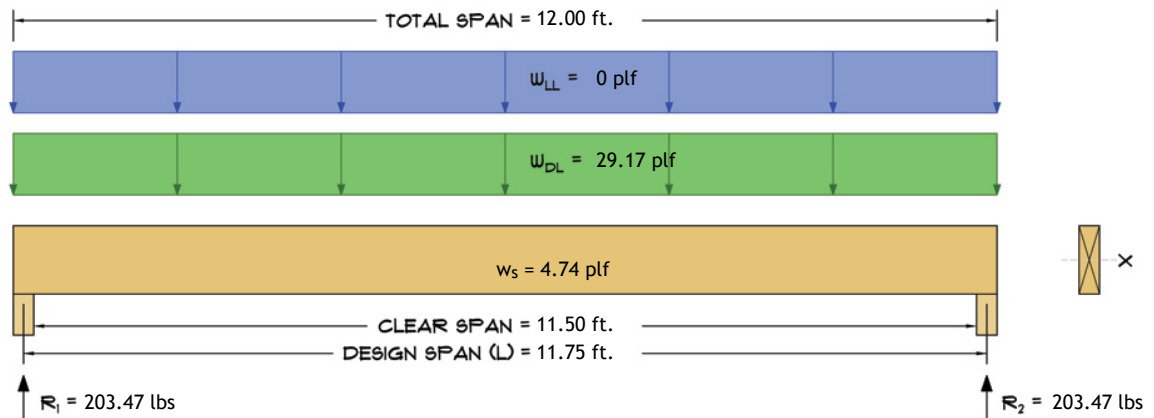 TOTAL SPAN = 12.00 ft.
wLL = 0 plf
wDL = 29.17 plf
ws = 4.74 plf
X
CLEAR SPAN = 11.50 ft.
DESIGN SPAN (L) = 11.75 ft.
R1 = 203.47 lbs
R2 = 203.47 lbs